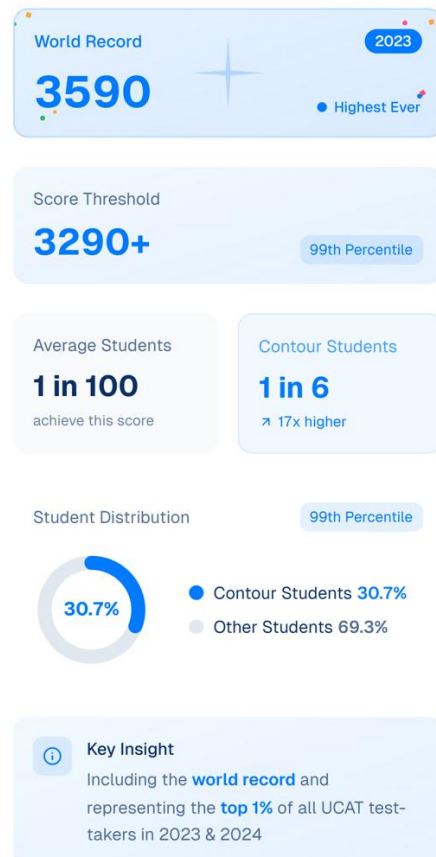 World Record
2023
3590
Highest Ever
Score Threshold
3290+
99th Percentile
Average Students
1 in 100
achieve this score
Contour Students
1 in 6
↗ 17x higher
Student Distribution
99th Percentile
30.7%
Contour Students 30.7%
Other Students 69.3%
Key Insight
Including the world record and
representing the top 1% of all UCAT test-
takers in 2023 & 2024